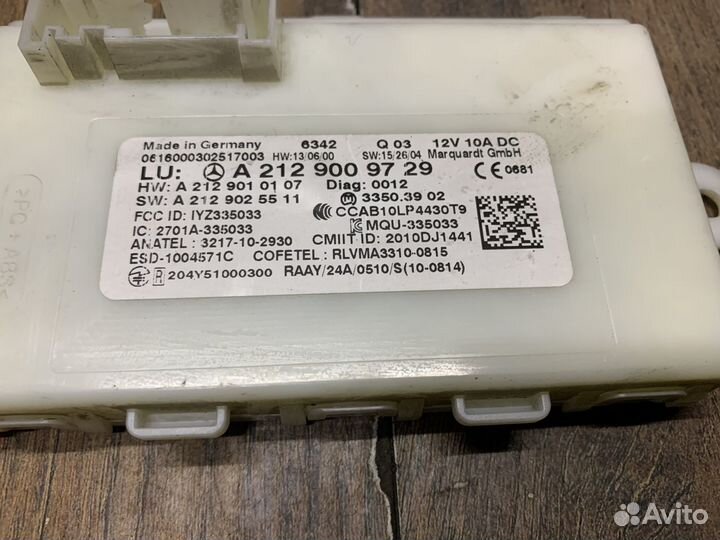 Made in Germany 6342 Q 03 12V 10A DC
0616000302517003 HW:13/06/00 SW:15/26/04 Marquardt GmbH
LU: A 212 900 97 29 CE 0681
HW: A 212 901 01 07 Diag: 0012
SW: A 212 902 55 11 3350.3902
FCC ID: IYZ335033 CCAB10LP4430T9
IC: 2701A-335033 MQU-335033
ANATEL : 3217-10-2930 CMIIT ID: 2010DJ1441
ESD-1004571C COFETEL: RLVMA3310-0815
R 204Y51000300 RAAY/24A/0510/S(10-0814)
>PC+ABS<
Avito